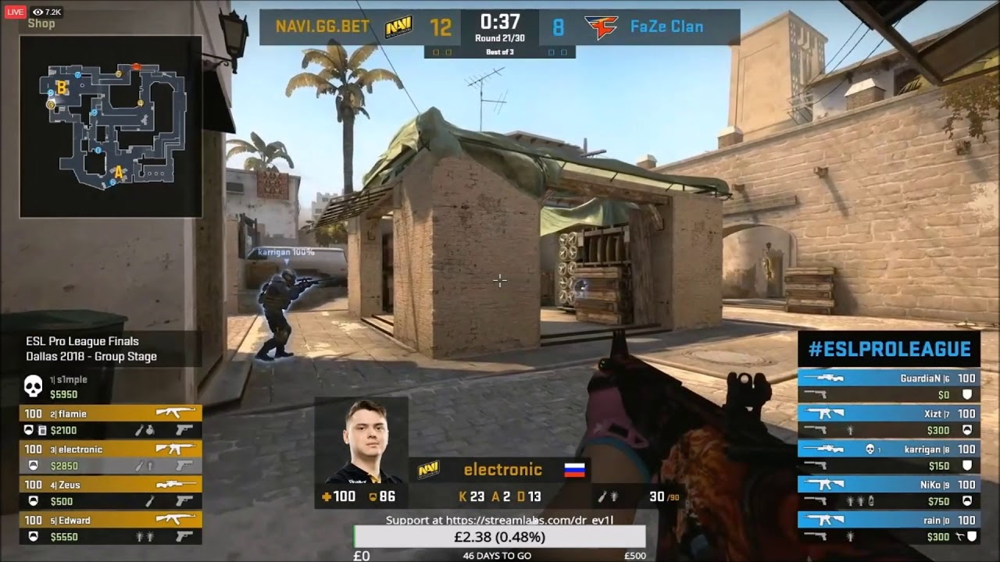 LIVE 7.2K
Shop
NAVI.GG.BET 12 0:37 8 FaZe Clan
Round 21/30
Best of 3
B
A
karrigan 100%
ESL Pro League Finals
Dallas 2018 - Group Stage
1| s1mple
$5950
100 2| flamie
$2100
100 3| electronic
$2850
100 4| Zeus
$500
100 5| Edward
$5550
#ESLPROLEAGUE
GuardiaN |6 100
$0
Xizt |7 100
$300
1 karrigan |8 100
$150
NiKo |9 100
$750
rain |0 100
$300
NAVI electronic
100 86 K 23 A 2 D 13 30/90
Support at https://streamlabs.com/dr_ev1l
£2.38 (0.48%)
£0 46 DAYS TO GO £500